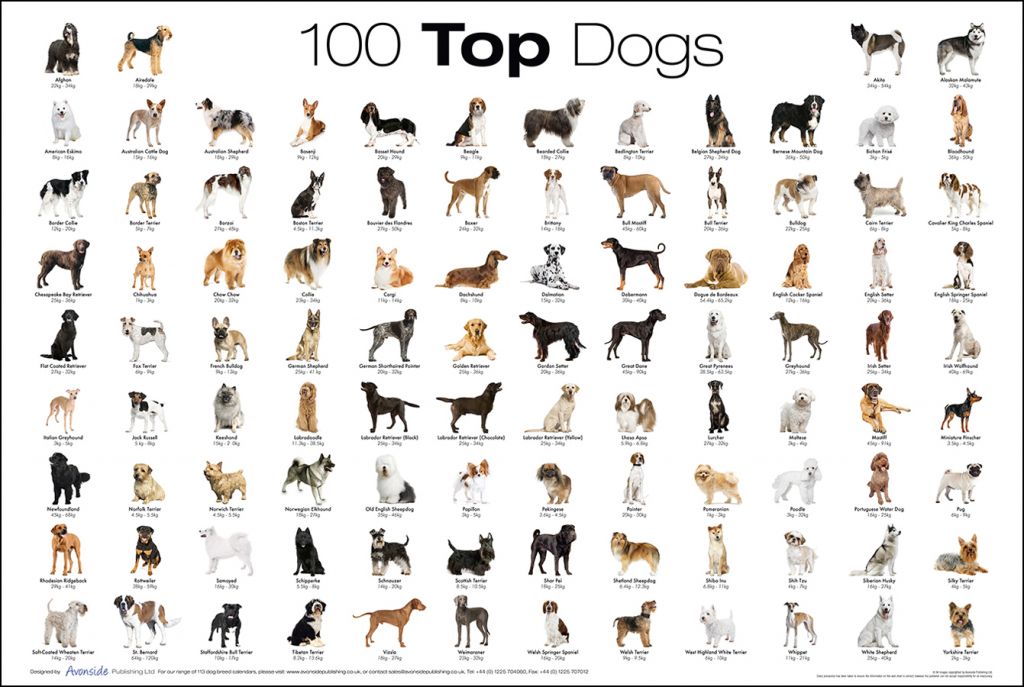 100 Top Dogs
Afghan
22kg - 34kg
Airedale
18kg - 29kg
Akita
34kg - 54kg
Alaskan Malamute
32kg - 43kg
American Eskimo
8kg - 16kg
Australian Cattle Dog
15kg - 16kg
Australian Shepherd
18kg - 29kg
Basenji
9kg - 12kg
Basset Hound
20kg - 29kg
Beagle
9kg - 11kg
Bearded Collie
18kg - 27kg
Bedlington Terrier
8kg - 10kg
Belgian Shepherd Dog
27kg - 34kg
Bernese Mountain Dog
36kg - 50kg
Bichon Frisé
3kg - 5kg
Bloodhound
36kg - 50kg
Border Collie
12kg - 20kg
Border Terrier
5kg - 7kg
Borzoi
27kg - 48kg
Boston Terrier
4.5kg - 11.3kg
Bouvier des Flandres
27kg - 50kg
Boxer
24kg - 32kg
Brittany
14kg - 18kg
Bull Mastiff
45kg - 60kg
Bull Terrier
20kg - 36kg
Bulldog
22kg - 25kg
Cairn Terrier
6kg - 8kg
Cavalier King Charles Spaniel
5kg - 8kg
Chesapeake Bay Retriever
25kg - 36kg
Chihuahua
1kg - 3kg
Chow Chow
20kg - 32kg
Collie
23kg - 34kg
Corgi
11kg - 14kg
Dachshund
8kg - 15kg
Dalmatian
15kg - 32kg
Dobermann
30kg - 40kg
Dogue de Bordeaux
54.4kg - 65.2kg
English Cocker Spaniel
12kg - 16kg
English Setter
25kg - 36kg
English Springer Spaniel
18kg - 25kg
Flat Coated Retriever
27kg - 32kg
Fox Terrier
6kg - 9kg
French Bulldog
9kg - 13kg
German Shepherd
25kg - 41kg
German Shorthaired Pointer
20kg - 32kg
Golden Retriever
25kg - 36kg
Gordon Setter
20kg - 36kg
Great Dane
45kg - 90kg
Great Pyrenees
38.5kg - 63.5kg
Greyhound
27kg - 36kg
Irish Setter
25kg - 34kg
Irish Wolfhound
40kg - 69kg
Italian Greyhound
3kg - 5kg
Jack Russell
5kg - 8kg
Keeshond
Labradoodle
11.3kg - 38.5kg
Labrador Retriever (Black)
25kg - 34kg
Labrador Retriever (Chocolate)
25kg - 34kg
Labrador Retriever (Yellow)
25kg - 34kg
Lhasa Apso
5.9kg - 6.8kg
Lurcher
27kg - 32kg
Maltese
3kg - 4kg
Mastiff
45kg - 91kg
Miniature Pinscher
3.5kg - 4.5kg
Newfoundland
45kg - 68kg
Norfolk Terrier
4.5kg - 5.5kg
Norwich Terrier
4.5kg - 5.5kg
Norwegian Elkhound
17kg - 27kg
Old English Sheepdog
35kg - 46kg
Papillon
3kg - 5kg
Pekingese
3.6kg - 4.5kg
Pointer
20kg - 30kg
Pomeranian
1kg - 3kg
Poodle
3kg - 32kg
Portuguese Water Dog
16kg - 25kg
Pug
6kg - 9kg
Rhodesian Ridgeback
29kg - 41kg
Rottweiler
38kg - 59kg
Samoyed
16kg - 30kg
Schipperke
5kg - 8kg
Schnauzer
14kg - 20kg
Scottish Terrier
8.5kg - 10.5kg
Shar Pei
18kg - 25kg
Shetland Sheepdog
6.4kg - 12.3kg
Shiba Inu
6.8kg - 11kg
Shih Tzu
4kg - 7kg
Siberian Husky
16kg - 27kg
Silky Terrier
4kg - 5kg
Soft-Coated Wheaten Terrier
14kg - 20kg
St. Bernard
64kg - 120kg
Staffordshire Bull Terrier
11kg - 17kg
Tibetan Terrier
8.2kg - 13.6kg
Vizsla
18kg - 27kg
Weimaraner
27kg - 38kg
Welsh Springer Spaniel
16kg - 20kg
Welsh Terrier
9kg - 9.5kg
West Highland White Terrier
6kg - 10kg
Whippet
11kg - 21kg
White Shepherd
25kg - 40kg
Yorkshire Terrier
2kg - 3kg
Designed by Avonside Publishing Ltd. For our range of 113 dog breed calendars, please visit: www.avonsidepublishing.co.uk, or contact sales@avonsidepublishing.co.uk, Tel: +44 (0) 1225 704060, Fax: +44 (0) 1225 707012